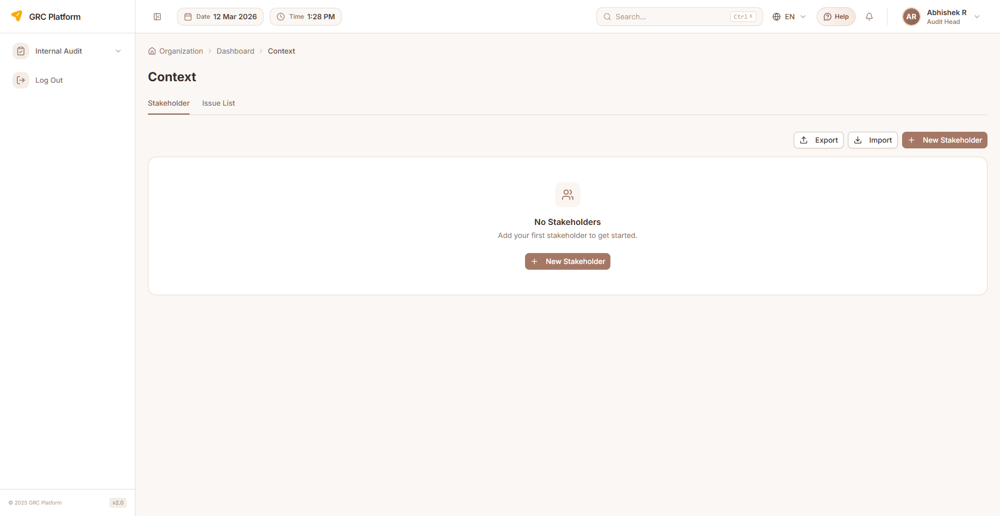 GRC Platform
Date 12 Mar 2026
Time 1:28 PM
Search...
Ctrl K
EN
Help
AR
Abhishek R
Audit Head
Internal Audit
Log Out
Organization
Dashboard
Context
Context
Stakeholder
Issue List
Export
Import
New Stakeholder
No Stakeholders
Add your first stakeholder to get started.
New Stakeholder
© 2025 GRC Platform
v2.0